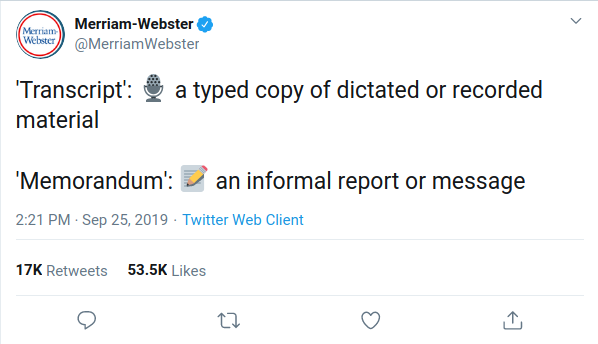 Merriam-Webster
Merriam-Webster
@MerriamWebster
'Transcript': 🎙 a typed copy of dictated or recorded
material
'Memorandum': 📝 an informal report or message
2:21 PM · Sep 25, 2019 · Twitter Web Client
17K Retweets 53.5K Likes